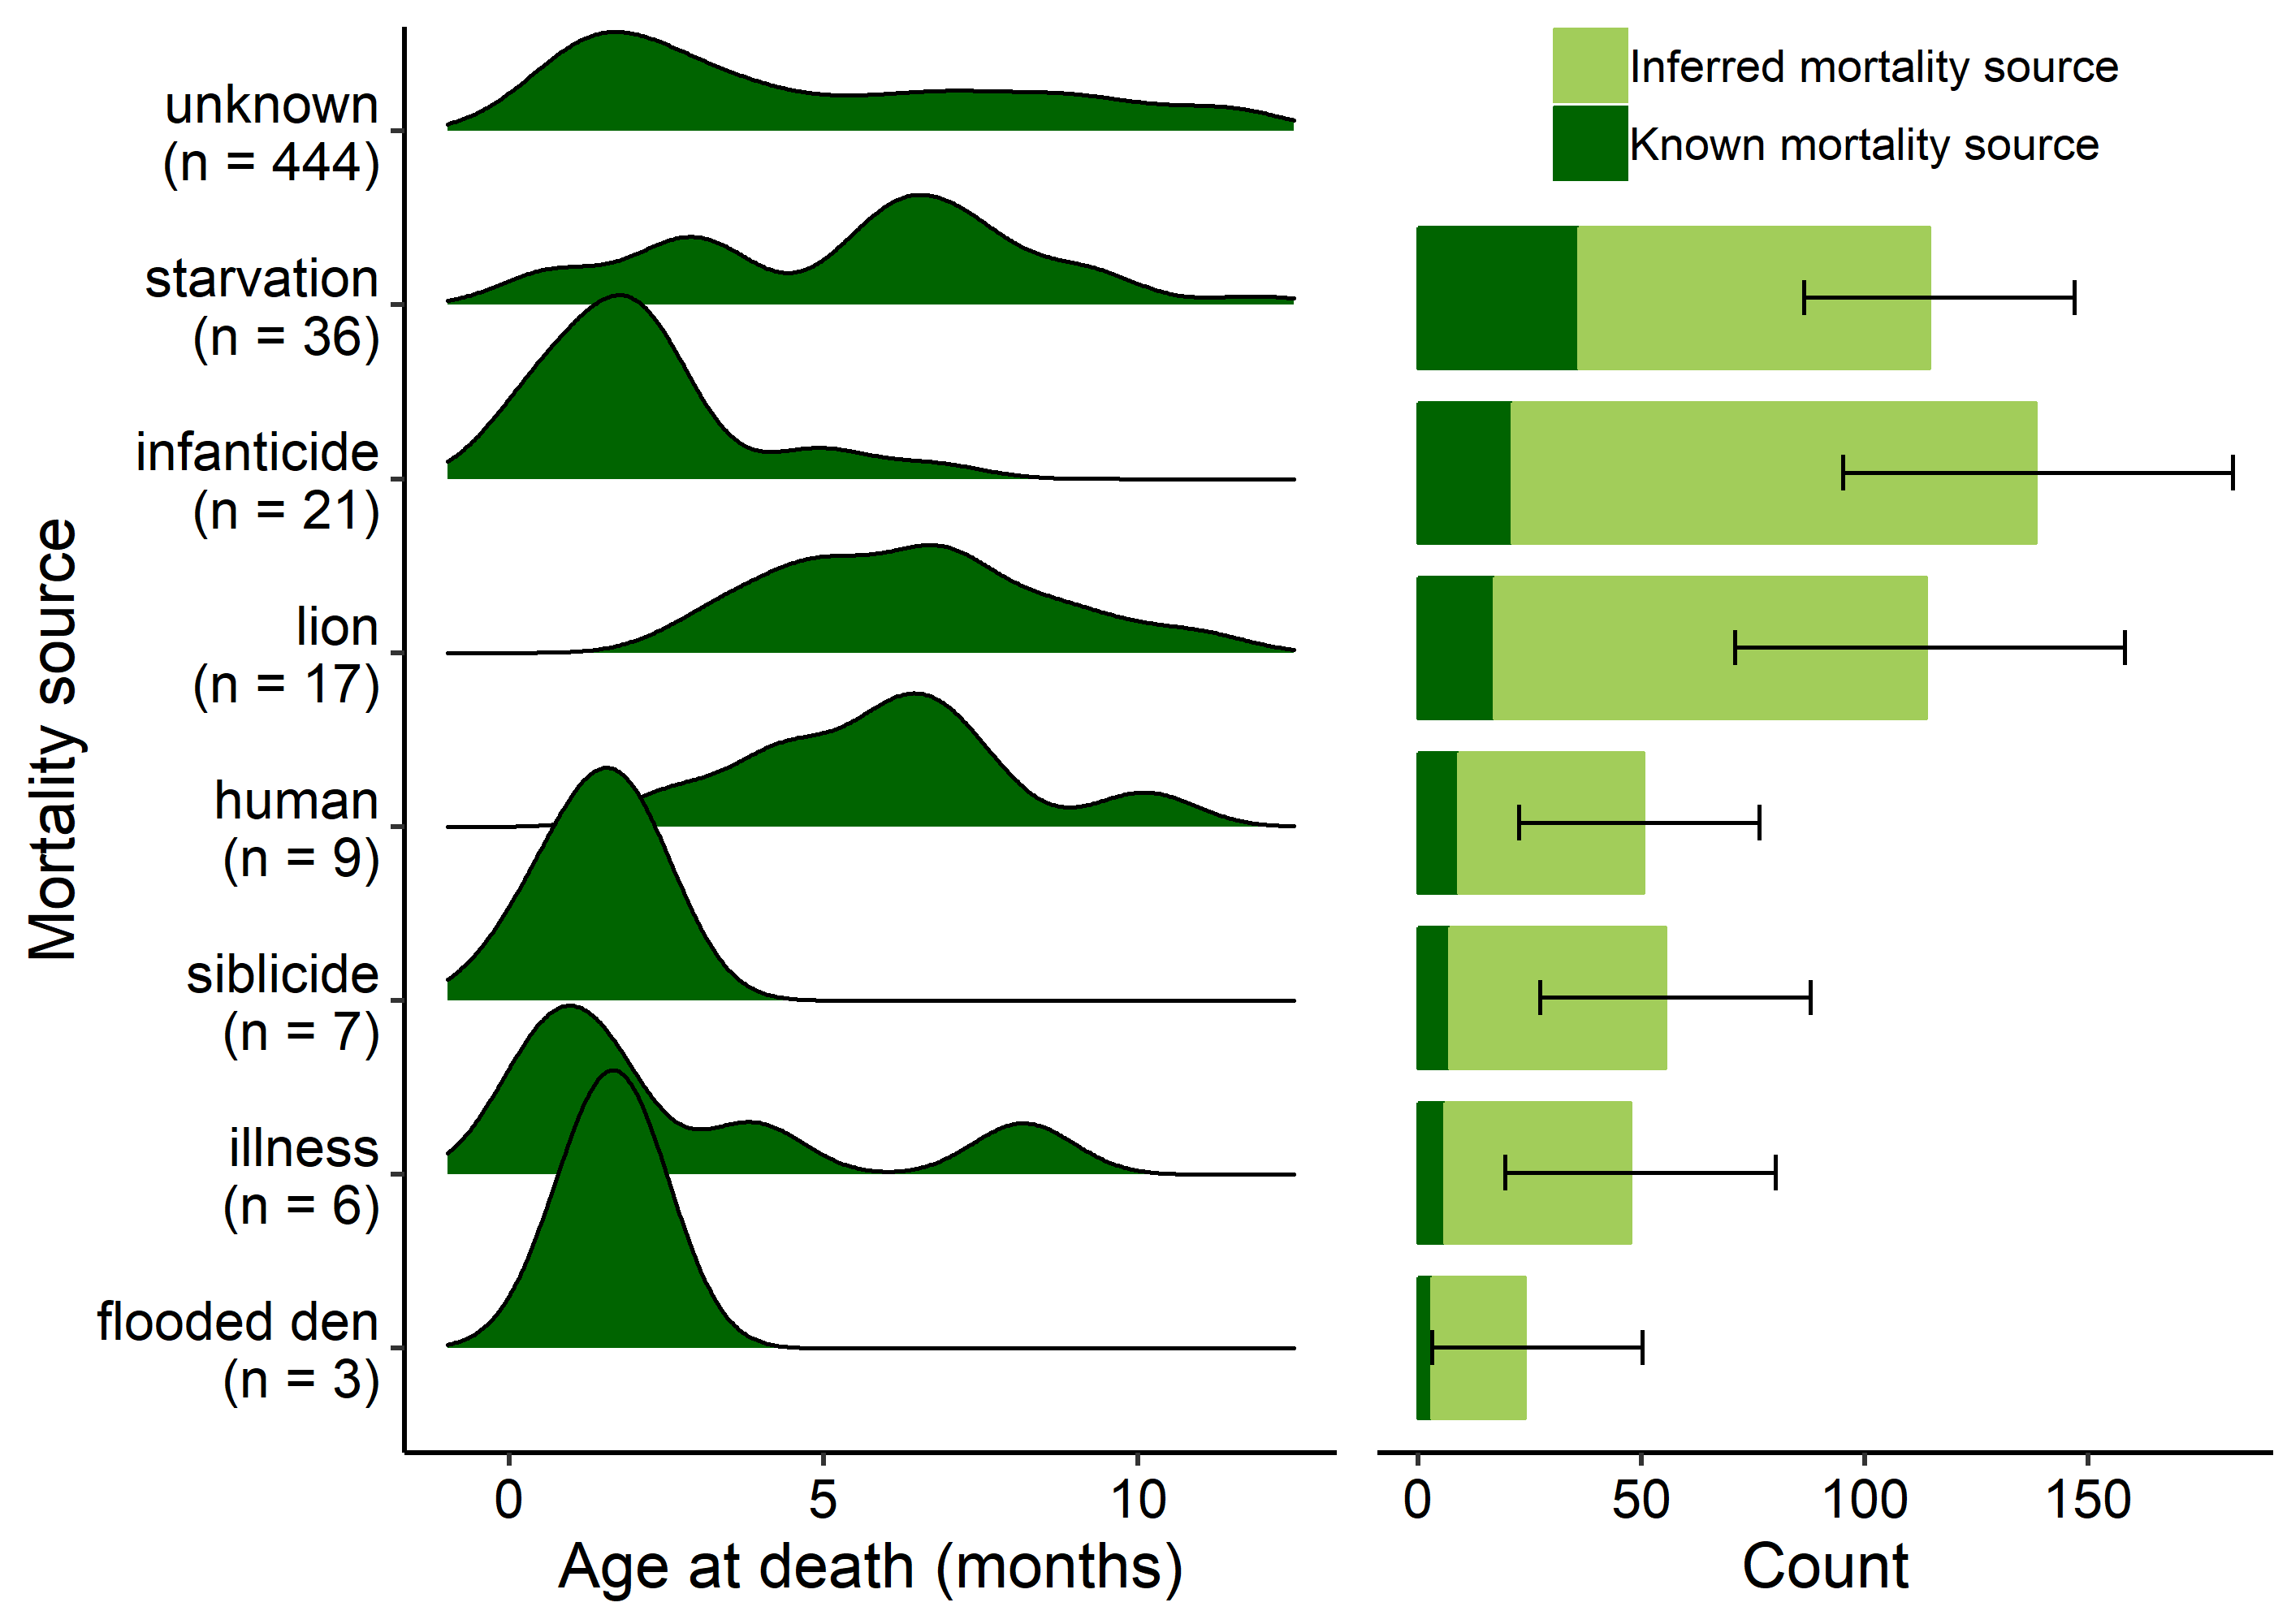 Mortality source
unknown
(n = 444)
starvation
(n = 36)
infanticide
(n = 21)
lion
(n = 17)
human
(n = 9)
siblicide
(n = 7)
illness
(n = 6)
flooded den
(n = 3)
0 5 10
Age at death (months)
Inferred mortality source
Known mortality source
0 50 100 150
Count